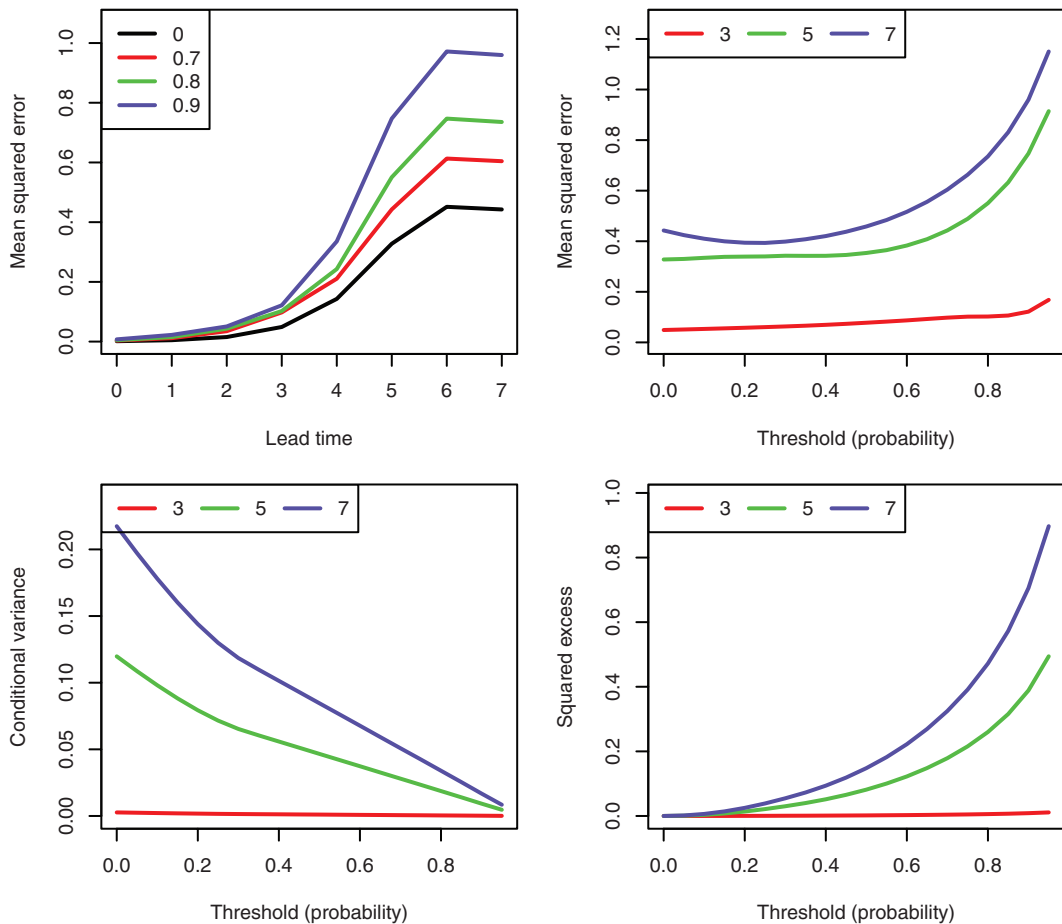 Mean squared error
0.0 0.2 0.4 0.6 0.8 1.0
0
0.7
0.8
0.9
0 1 2 3 4 5 6 7
Lead time
Mean squared error
0.0 0.2 0.4 0.6 0.8 1.0 1.2
3 5 7
0.0 0.2 0.4 0.6 0.8
Threshold (probability)
Conditional variance
0.00 0.05 0.10 0.15 0.20
3 5 7
0.0 0.2 0.4 0.6 0.8
Threshold (probability)
Squared excess
0.0 0.2 0.4 0.6 0.8 1.0
3 5 7
0.0 0.2 0.4 0.6 0.8
Threshold (probability)